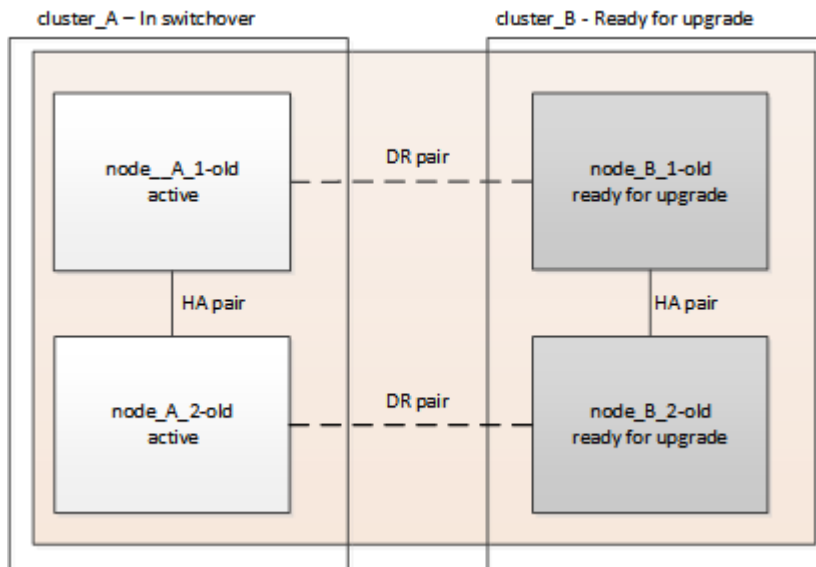 cluster_A – In switchover
cluster_B - Ready for upgrade
node__A_1-old
active
DR pair
node_B_1-old
ready for upgrade
HA pair
HA pair
node_A_2-old
active
DR pair
node_B_2-old
ready for upgrade